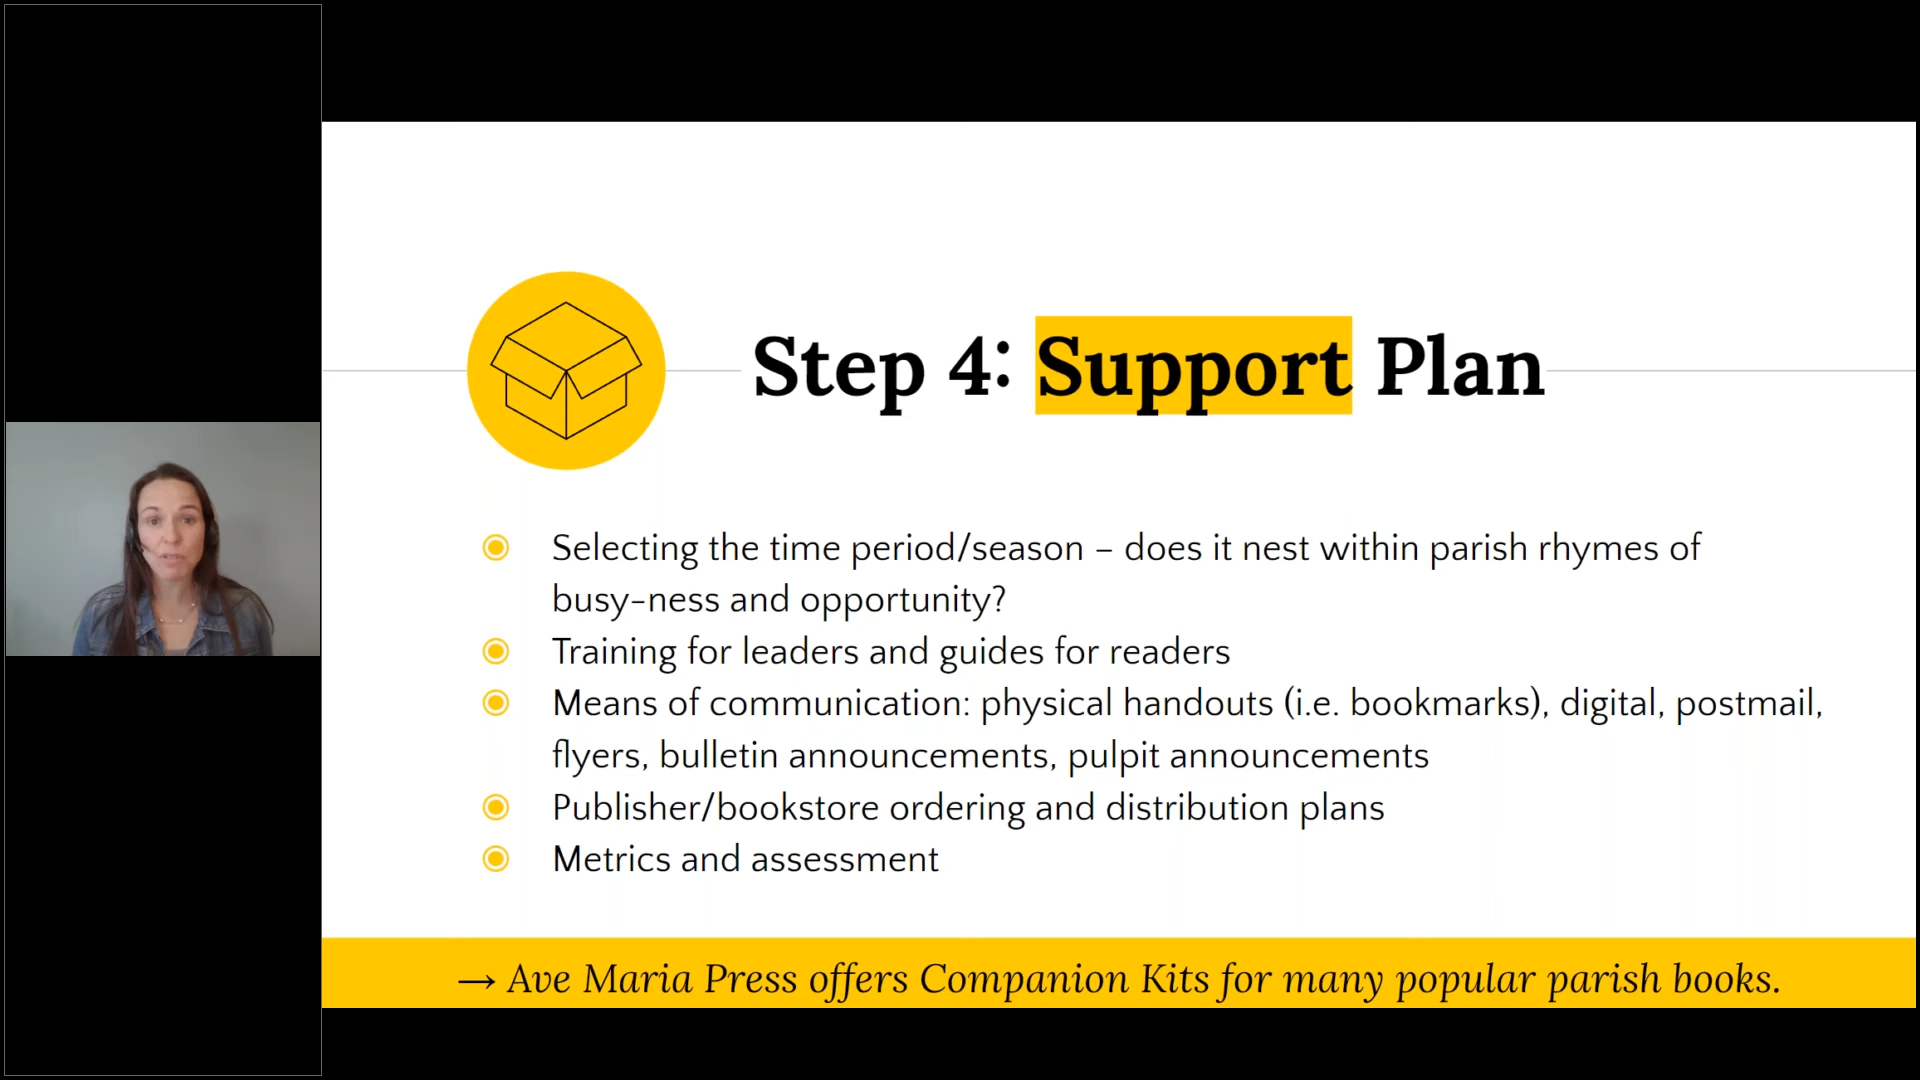 Step 4: Support Plan
Selecting the time period/season – does it nest within parish rhymes of
busy-ness and opportunity?
Training for leaders and guides for readers
Means of communication: physical handouts (i.e. bookmarks), digital, postmail,
flyers, bulletin announcements, pulpit announcements
Publisher/bookstore ordering and distribution plans
Metrics and assessment
→ Ave Maria Press offers Companion Kits for many popular parish books.